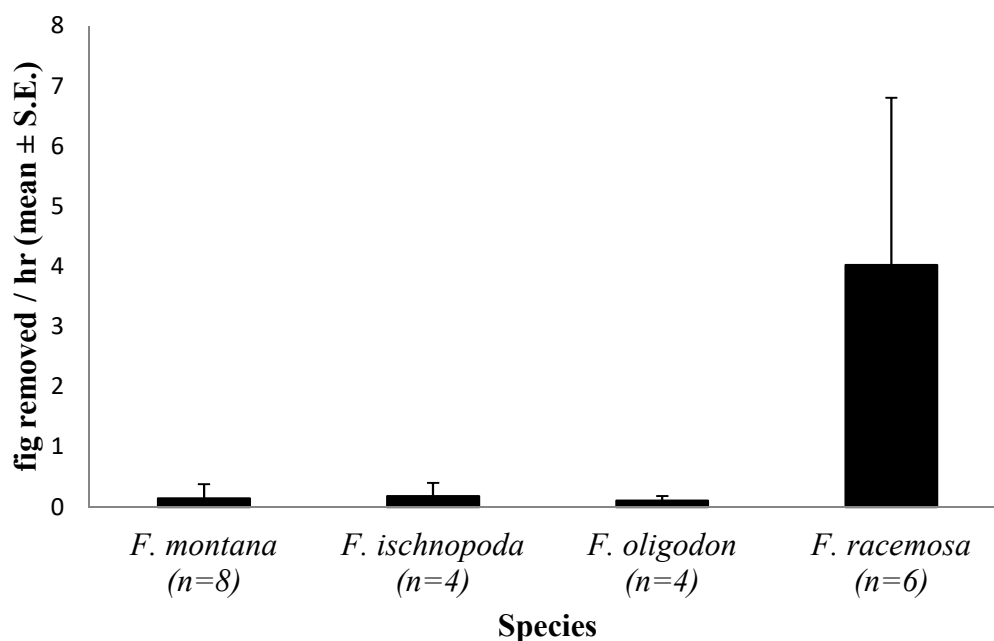 fig removed / hr (mean ± S.E.)
8
7
6
5
4
3
2
1
0
F. montana F. ischnopoda F. oligodon F. racemosa
(n=8) (n=4) (n=4) (n=6)
Species